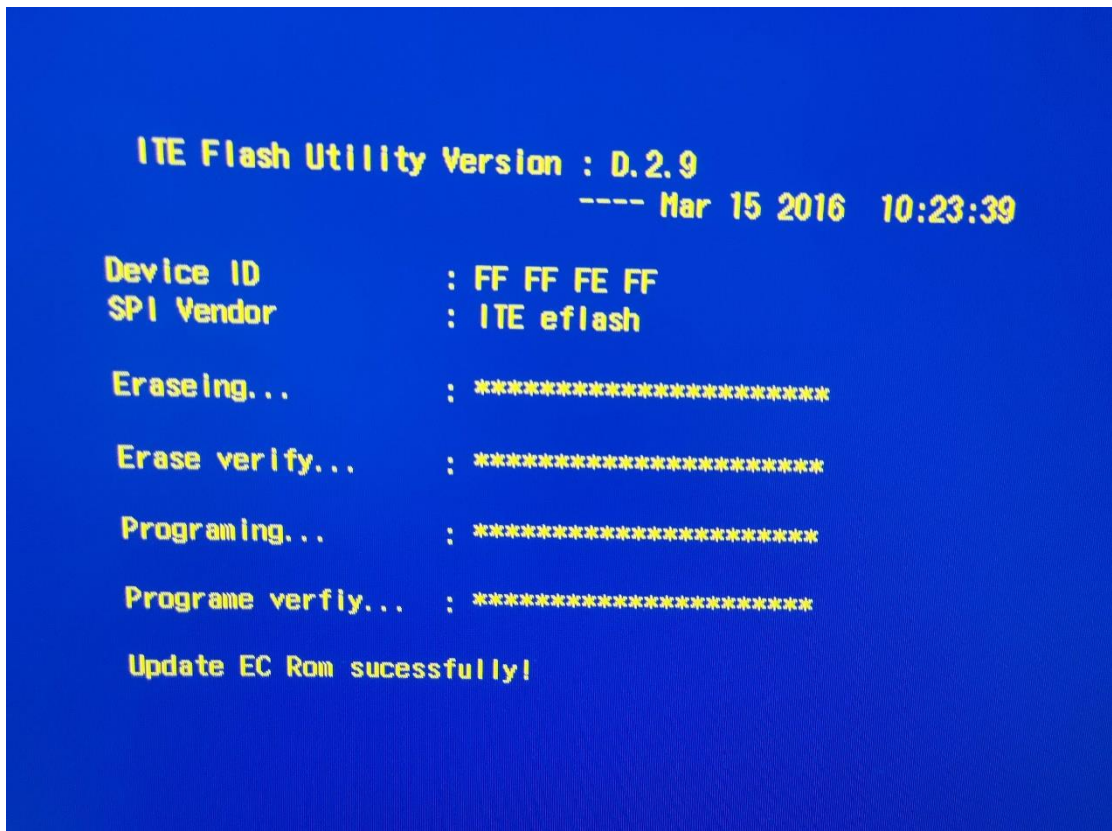 ITE Flash Utility Version : D.2.9
---- Mar 15 2016 10:23:39
Device ID : FF FF FE FF
SPI Vendor : ITE eflash
Eraseing... : **********************
Erase verify... : **********************
Programing... : **********************
Programe verfiy... : **********************
Update EC Rom sucessfully!